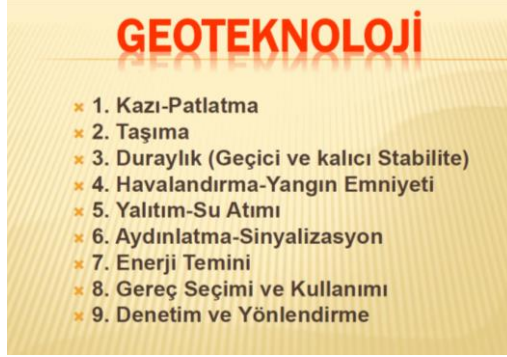 GEOTEKNOLOJİ
1. Kazı-Patlatma
2. Taşıma
3. Duraylık (Geçici ve kalıcı Stabilite)
4. Havalandırma-Yangın Emniyeti
5. Yalıtım-Su Atımı
6. Aydınlatma-Sinyalizasyon
7. Enerji Temini
8. Gereç Seçimi ve Kullanımı
9. Denetim ve Yönlendirme